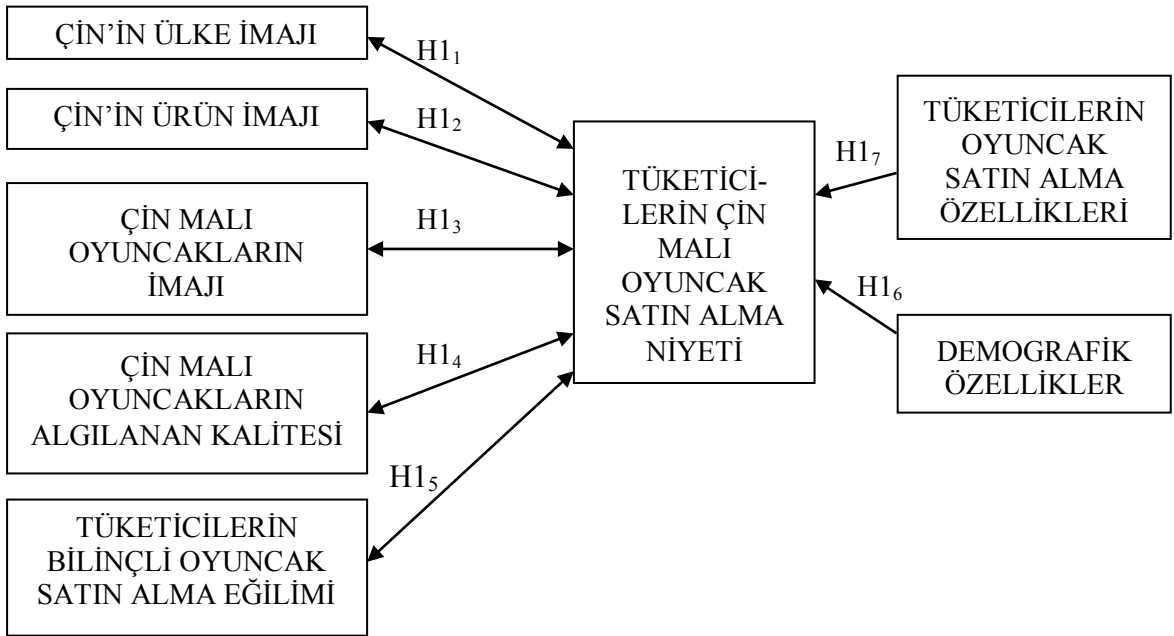 ÇİN’İN ÜLKE İMAJI
H1₁
ÇİN’İN ÜRÜN İMAJI
H1₂
ÇİN MALI
OYUNCAKLARIN
İMAJI
H1₃
ÇİN MALI
OYUNCAKLARIN
ALGILANAN KALİTESİ
H1₄
TÜKETİCİLERİN
BİLİNÇLİ OYUNCAK
SATIN ALMA EĞİLİMİ
H1₅
TÜKETİCİ-
LERİN ÇİN
MALI
OYUNCAK
SATIN ALMA
NİYETİ
H1₇
TÜKETİCİLERİN
OYUNCAK
SATIN ALMA
ÖZELLİKLERİ
H1₆
DEMOGRAFİK
ÖZELLİKLER